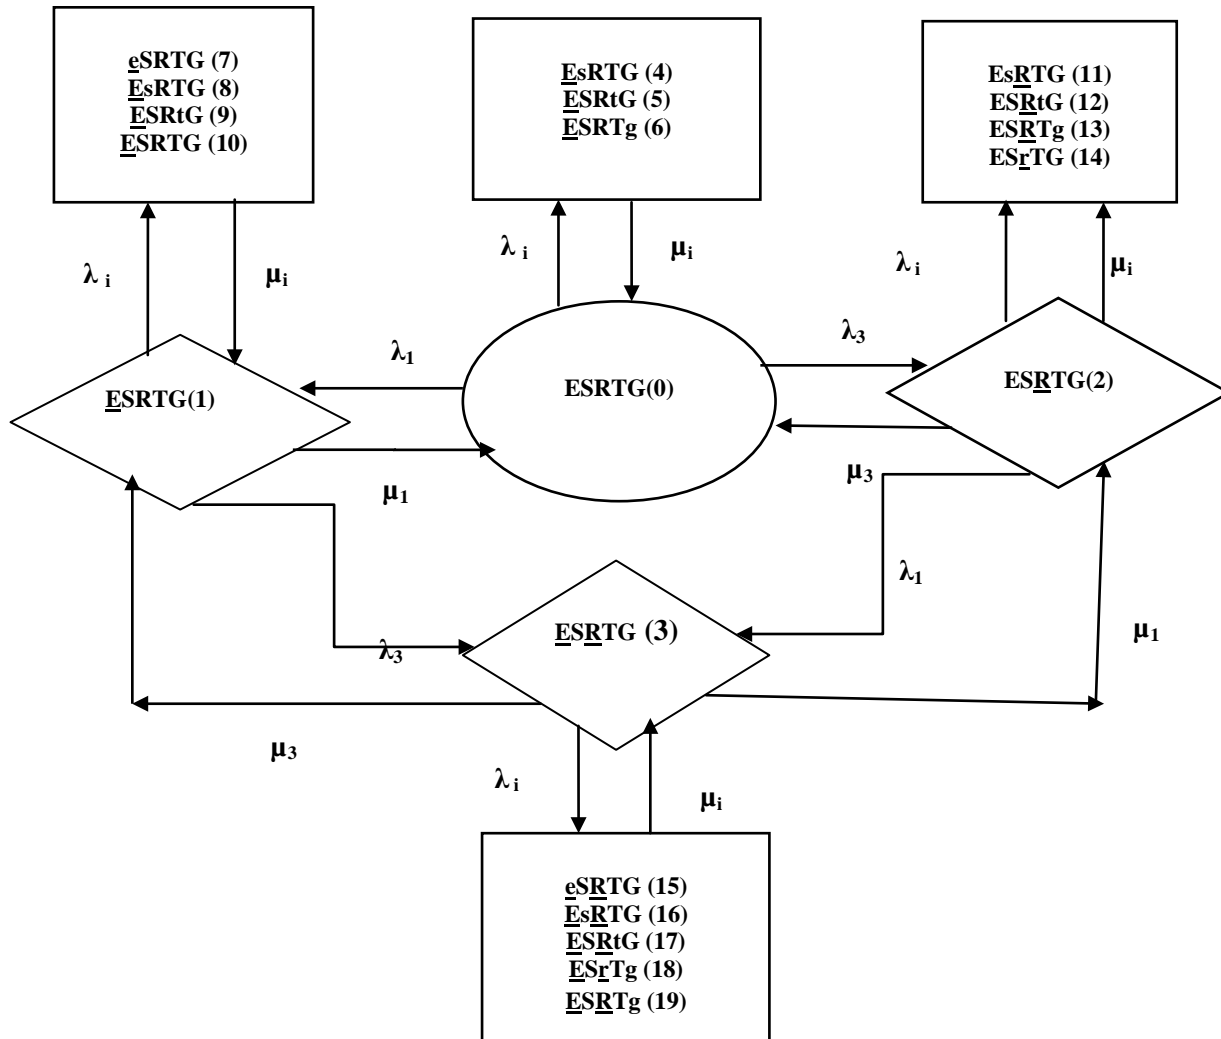 eSRTG (7)
EsRTG (8)
ESRtG (9)
ESRTG (10)
EsRTG (4)
ESRtG (5)
ESRTg (6)
EsRTG (11)
ESRtG (12)
ESRTg (13)
ESrTG (14)
λ i
μi
λ i
μi
λ i
μi
λ1
λ3
ESRTG(1)
ESRTG(0)
ESRTG(2)
μ1
μ3
λ1
ESRTG (3)
λ3
μ1
μ3
λ i
μi
eSRTG (15)
EsRTG (16)
ESRtG (17)
ESrTg (18)
ESRTg (19)